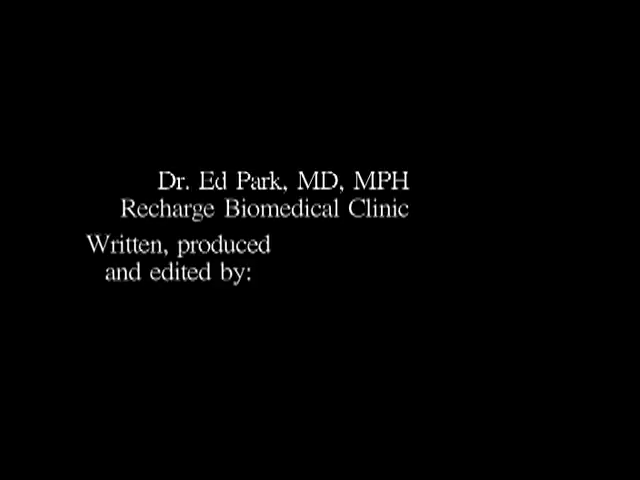 Dr. Ed Park, MD, MPH
Recharge Biomedical Clinic
Written, produced
and edited by: